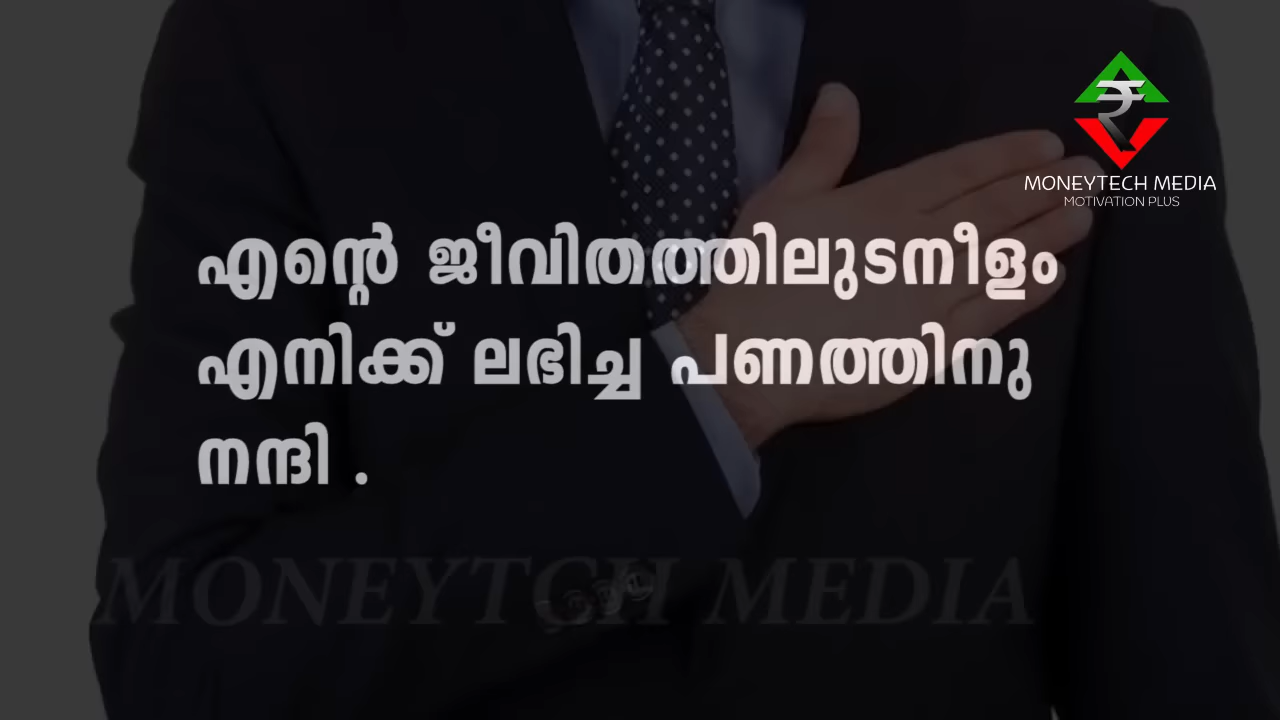 MONEYTECH MEDIA
MOTIVATION PLUS
എന്റെ ജീവിതത്തിലുടനീളം
എനിക്ക് ലഭിച്ച പണത്തിനു
നന്ദി .
MONEYTCH MEDIA